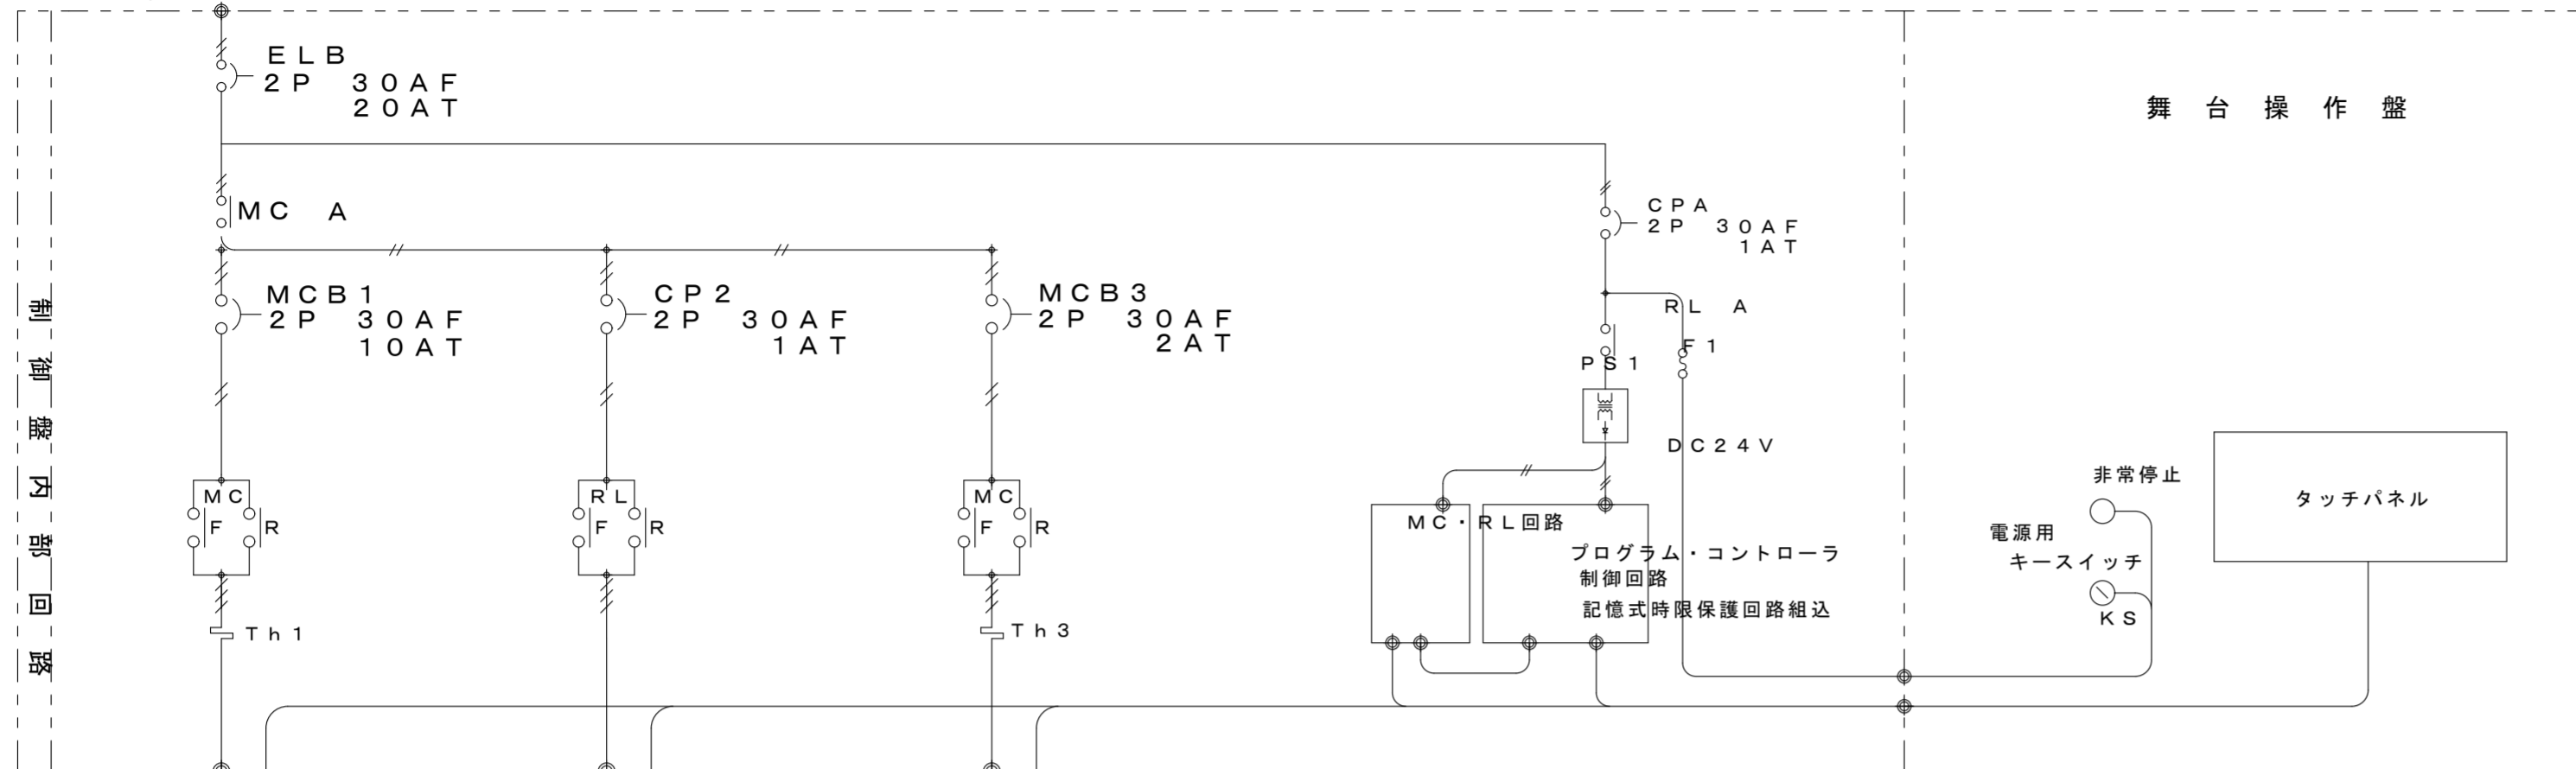 ELB
2P 30AF
20AT
舞台操作盤
MC A
CPA
2P 30AF
1AT
制御盤内部回路
MCB1
2P 30AF
10AT
CP2
2P 30AF
1AT
MCB3
2P 30AF
2AT
RL A
F1
PS1
DC24V
MC
F
R
RL
F
R
MC
F
R
MC・RL回路
プログラム・コントローラ
制御回路
記憶式時限保護回路組込
非常停止
電源用
キースイッチ
KS
タッチパネル
Th1
Th3